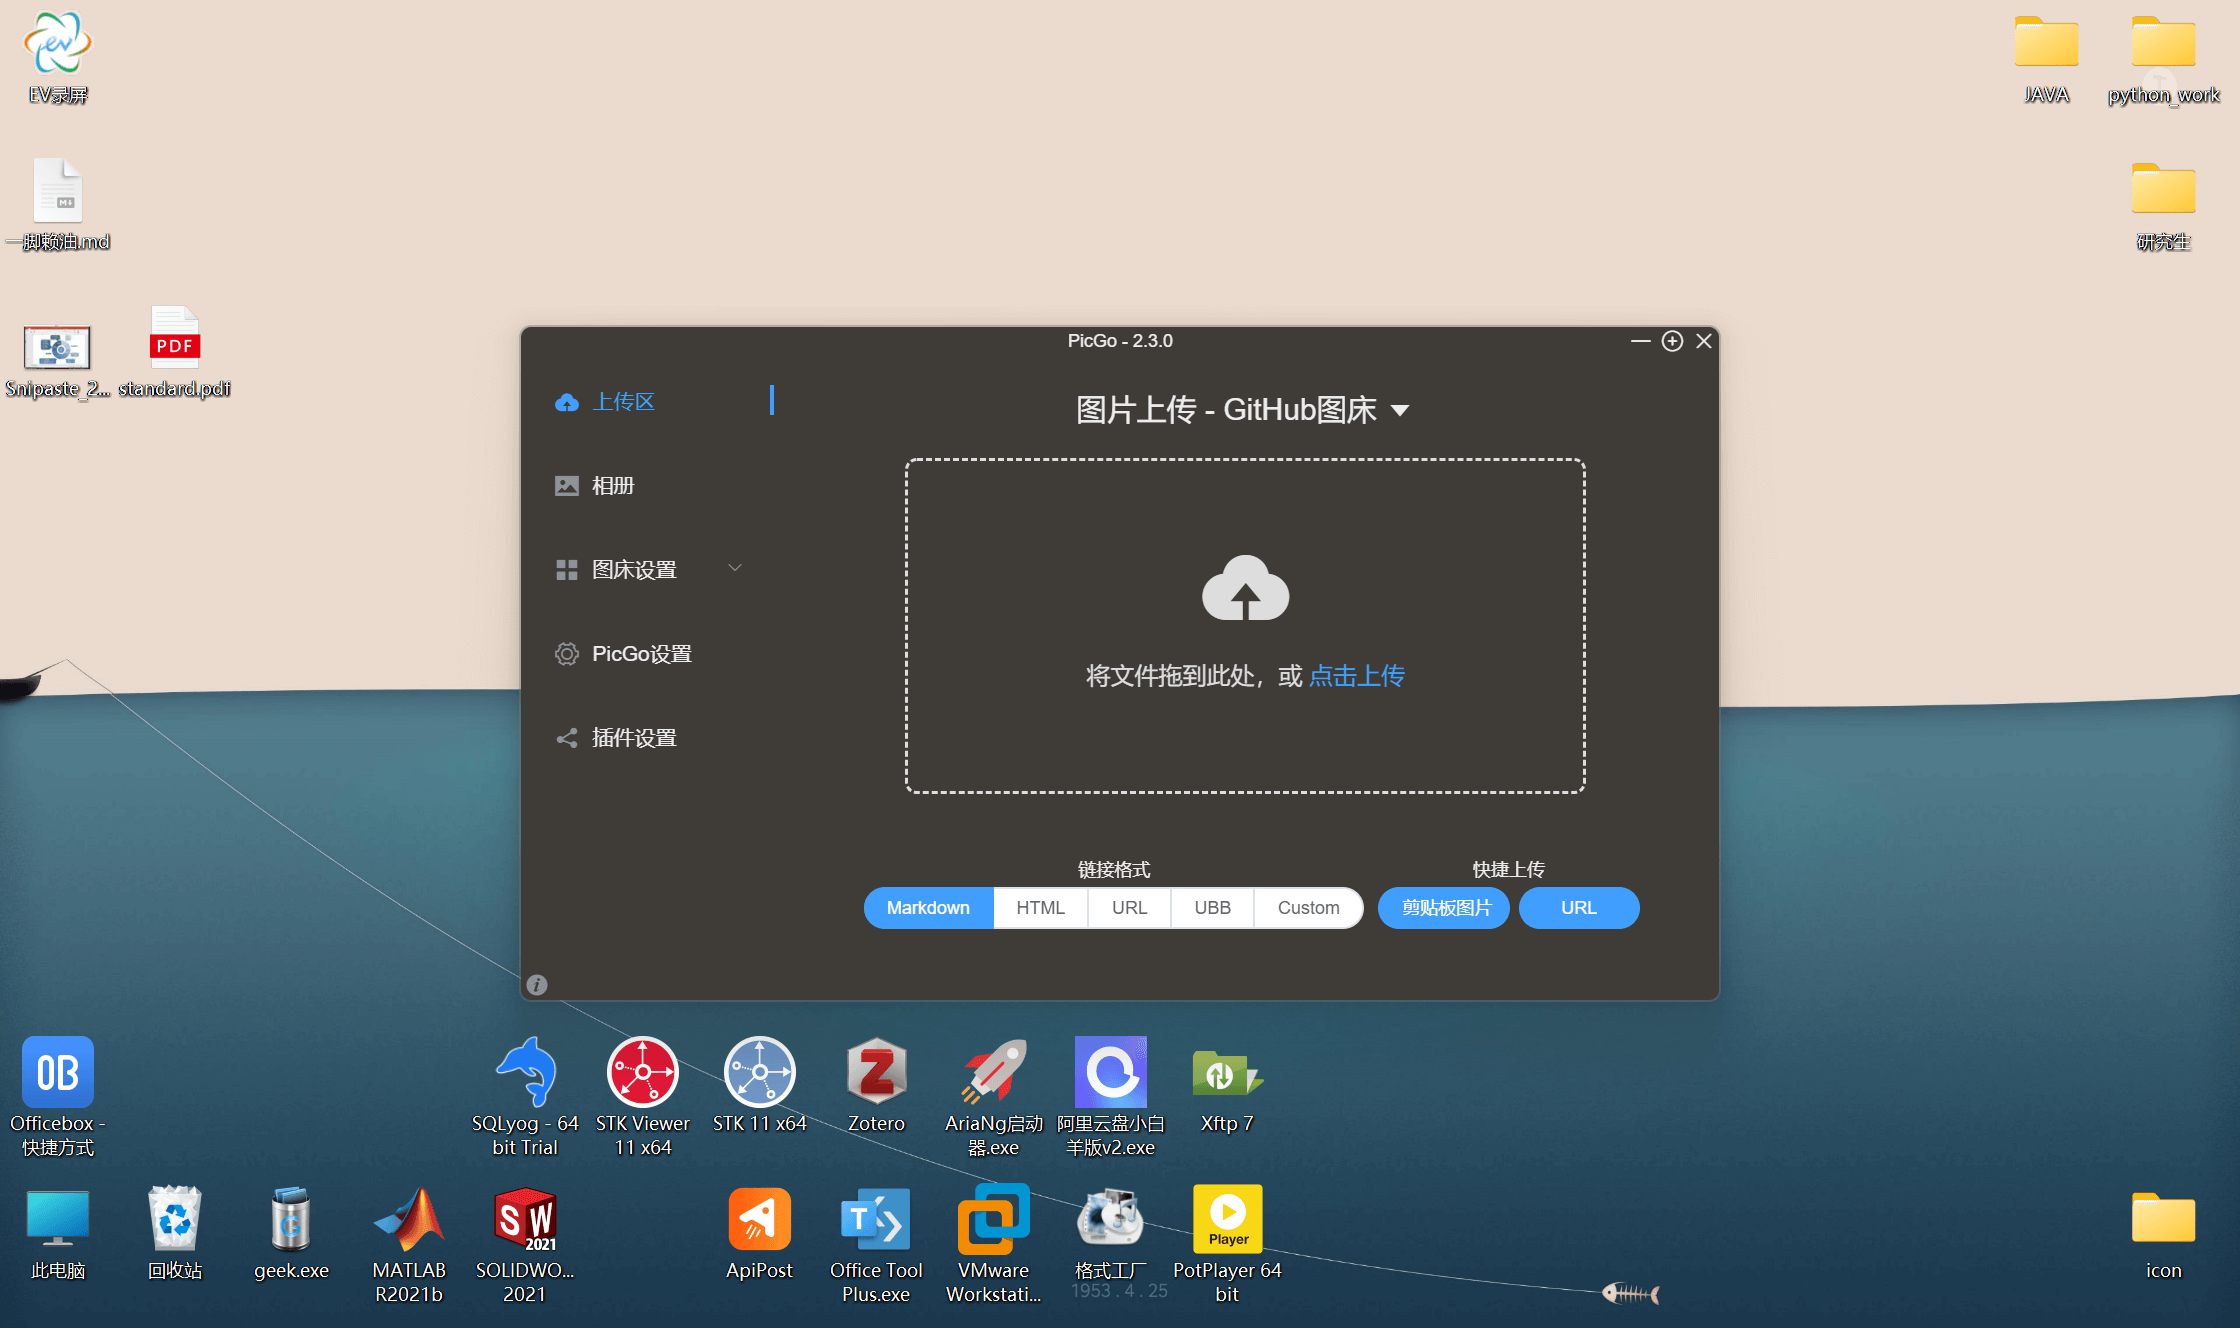 EV录屏
JAVA
python_work
一脚赖油.md
研究生
Snipaste_2...
PDF
standard.pdf
PicGo - 2.3.0
上传区
相册
图床设置
PicGo设置
插件设置
图片上传 - GitHub图床
将文件拖到此处，或 点击上传
链接格式
快捷上传
Markdown
HTML
URL
UBB
Custom
剪贴板图片
URL
OB
Officebox -
快捷方式
SQLyog - 64
bit Trial
STK Viewer
11 x64
STK 11 x64
Z
Zotero
AriaNg启动
器.exe
阿里云盘小白
羊版v2.exe
Xftp 7
此电脑
回收站
G
geek.exe
MATLAB
R2021b
SW
2021
SOLIDWO...
2021
ApiPost
T
Office Tool
Plus.exe
VMware
Workstati...
格式工厂
1953.4.25
Player
PotPlayer 64
bit
icon